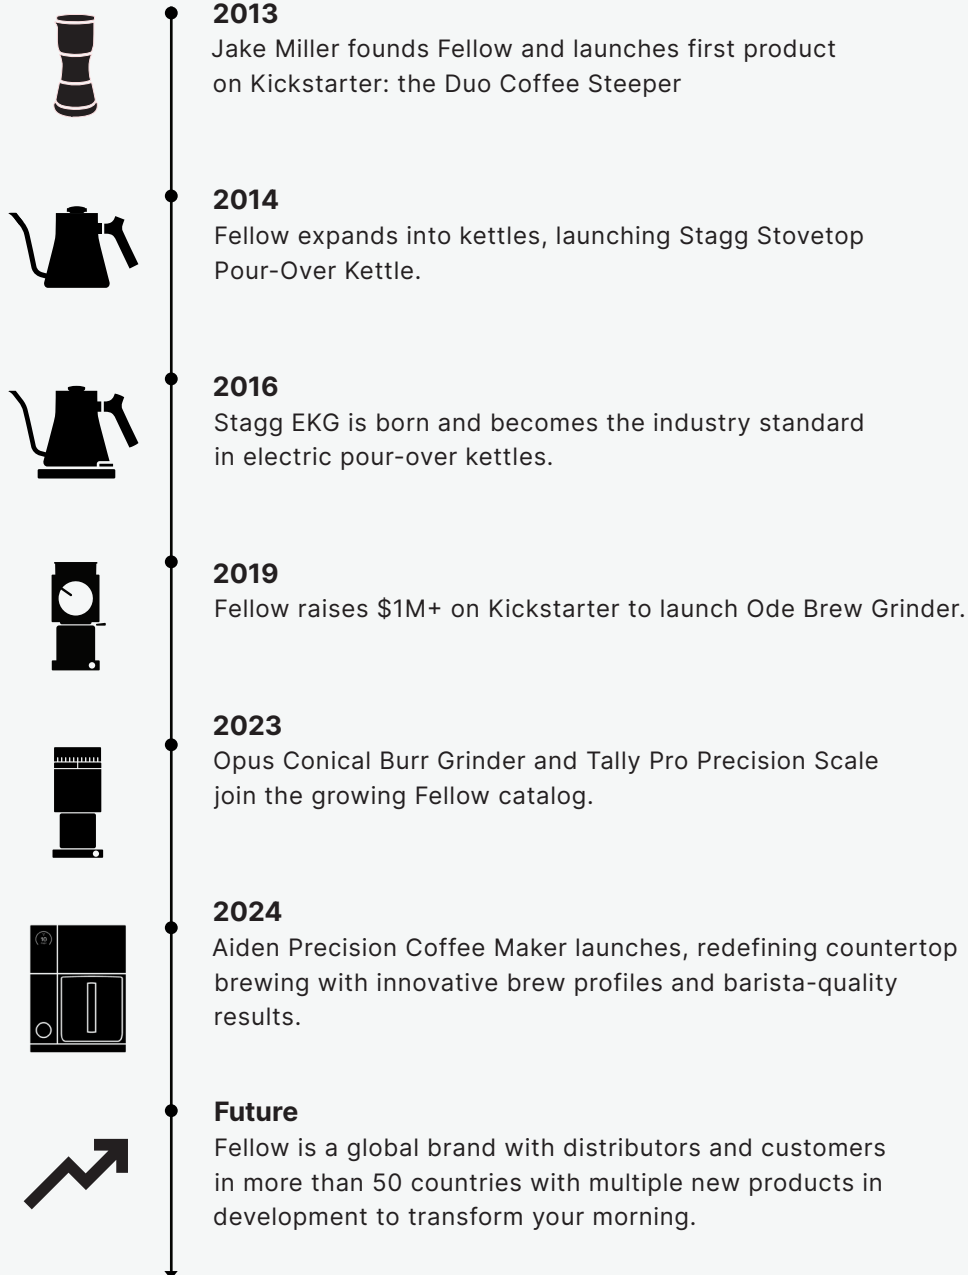 2013
Jake Miller founds Fellow and launches first product
on Kickstarter: the Duo Coffee Steeper
2014
Fellow expands into kettles, launching Stagg Stovetop
Pour-Over Kettle.
2016
Stagg EKG is born and becomes the industry standard
in electric pour-over kettles.
2019
Fellow raises $1M+ on Kickstarter to launch Ode Brew Grinder.
2023
Opus Conical Burr Grinder and Tally Pro Precision Scale
join the growing Fellow catalog.
2024
Aiden Precision Coffee Maker launches, redefining countertop
brewing with innovative brew profiles and barista-quality
results.
Future
Fellow is a global brand with distributors and customers
in more than 50 countries with multiple new products in
development to transform your morning.